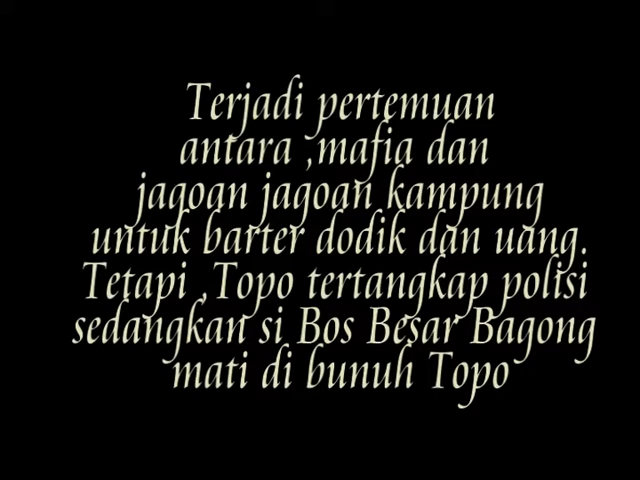 Terjadi pertemuan
antara ,mafia dan
jagoan jagoan kampung
untuk barter dodik dan uang.
Tetapi ,Topo tertangkap polisi
sedangkan si Bos Besar Bagong
mati di bunuh Topo